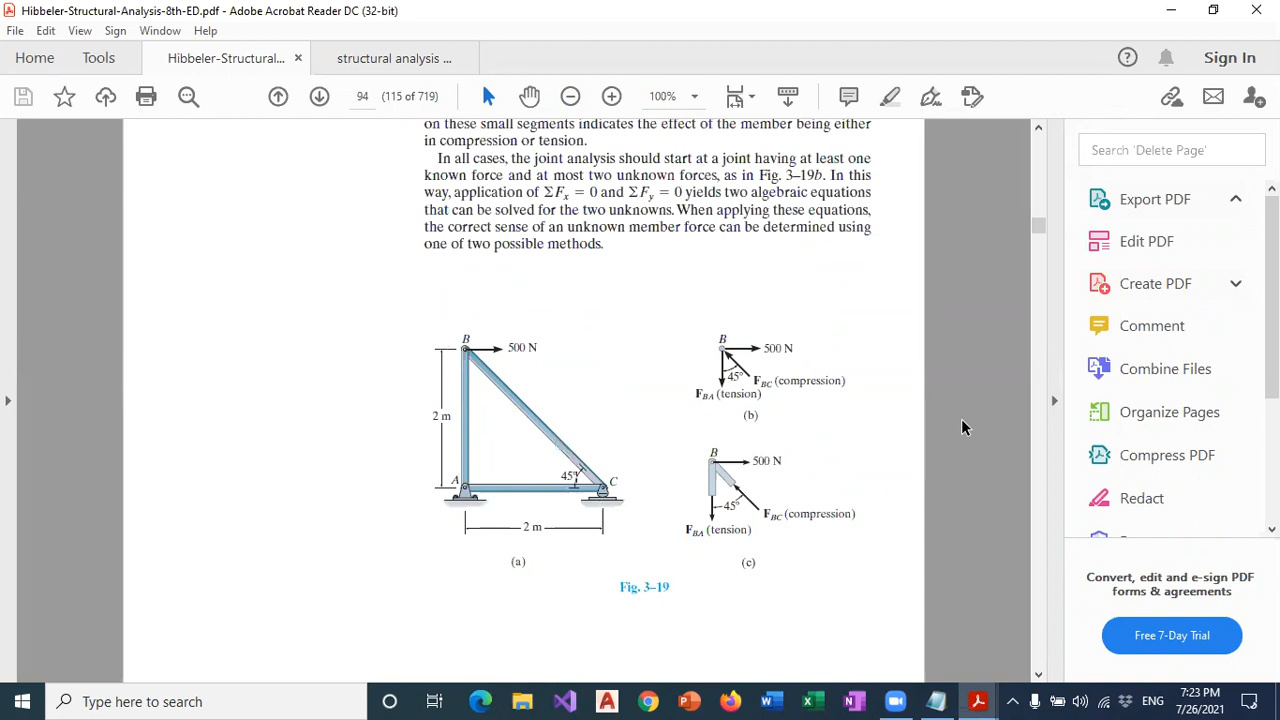 Hibbeler-Structural-Analysis-8th-ED.pdf - Adobe Acrobat Reader DC (32-bit)
File Edit View Sign Window Help
Home Tools Hibbeler-Structural... × structural analysis ... Sign In
94 (115 of 719) 100%
on these small segments indicates the effect of the member being either
in compression or tension.
In all cases, the joint analysis should start at a joint having at least one
known force and at most two unknown forces, as in Fig. 3–19b. In this
way, application of ΣFx = 0 and ΣFy = 0 yields two algebraic equations
that can be solved for the two unknowns. When applying these equations,
the correct sense of an unknown member force can be determined using
one of two possible methods.
B
500 N
2 m
A
45°
C
2 m
(a)
B
500 N
45°
FBC (compression)
FBA (tension)
(b)
B
500 N
45°
FBC (compression)
FBA (tension)
(c)
Fig. 3–19
Search 'Delete Page'
Export PDF
Edit PDF
Create PDF
Comment
Combine Files
Organize Pages
Compress PDF
Redact
Convert, edit and e-sign PDF
forms & agreements
Free 7-Day Trial
Type here to search
ENG
7:23 PM
7/26/2021